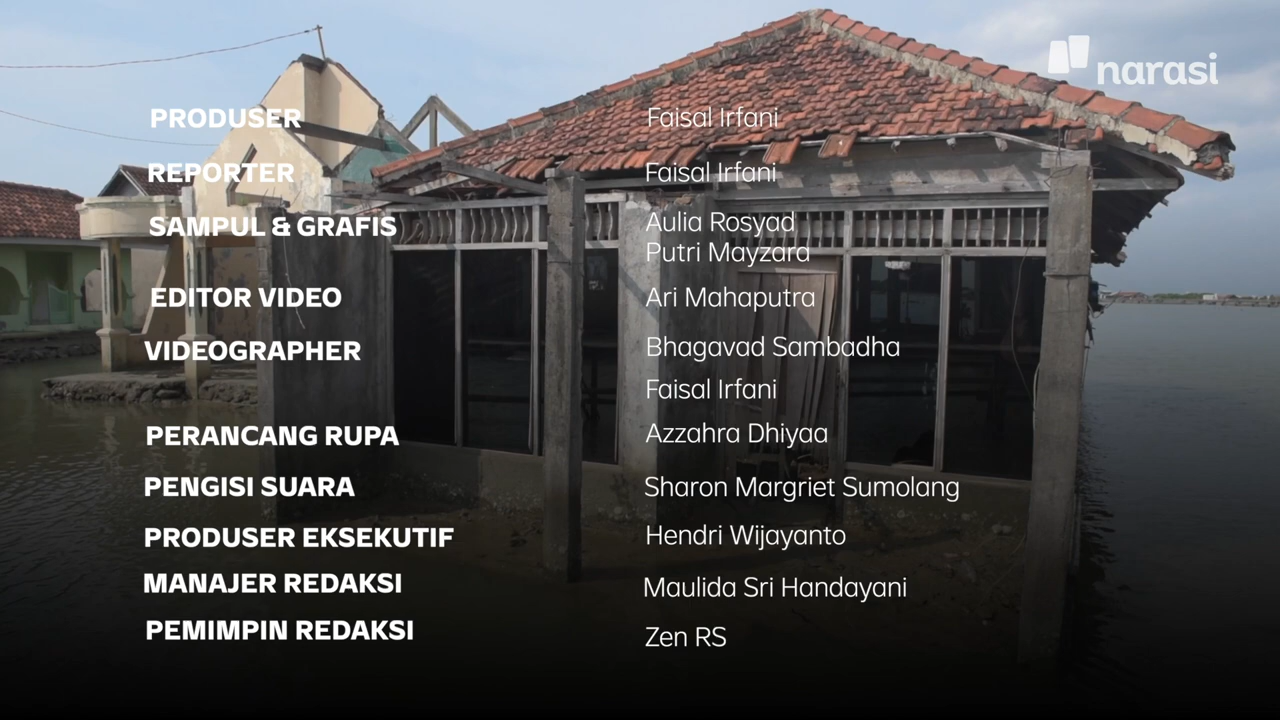 narasi
PRODUSER Faisal Irfani
REPORTER Faisal Irfani
SAMPUL & GRAFIS Aulia Rosyad
Putri Mayzara
EDITOR VIDEO Ari Mahaputra
VIDEOGRAPHER Bhagavad Sambadha
Faisal Irfani
PERANCANG RUPA Azzahra Dhiyaa
PENGISI SUARA Sharon Margriet Sumolang
PRODUSER EKSEKUTIF Hendri Wijayanto
MANAJER REDAKSI Maulida Sri Handayani
PEMIMPIN REDAKSI Zen RS